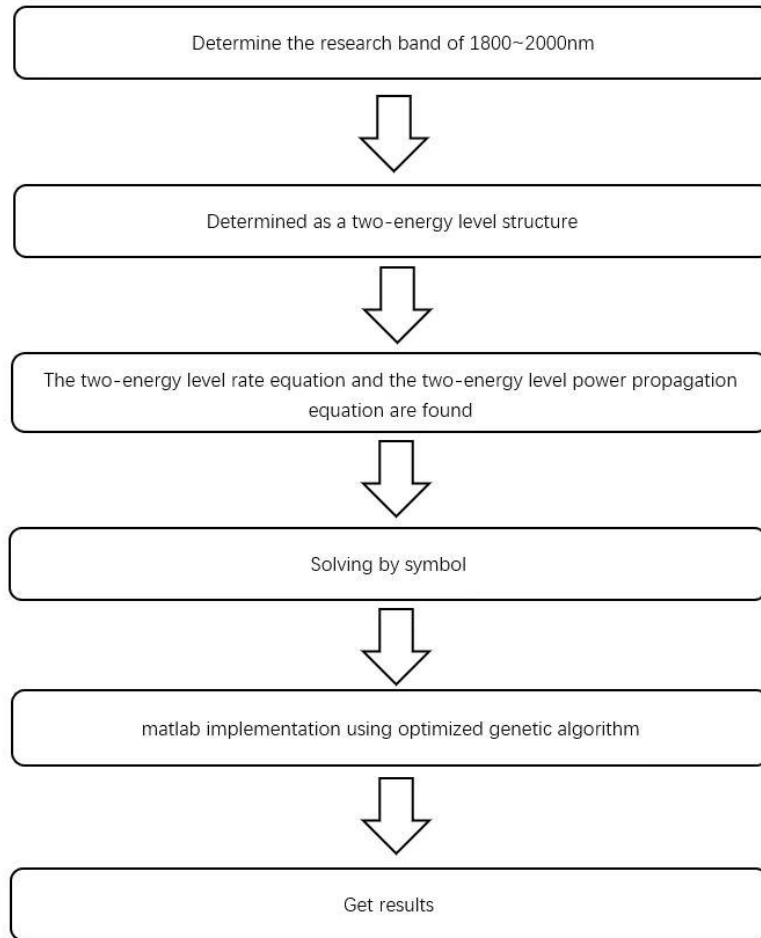 Determine the research band of 1800~2000nm
Determined as a two-energy level structure
The two-energy level rate equation and the two-energy level power propagation
equation are found
Solving by symbol
matlab implementation using optimized genetic algorithm
Get results